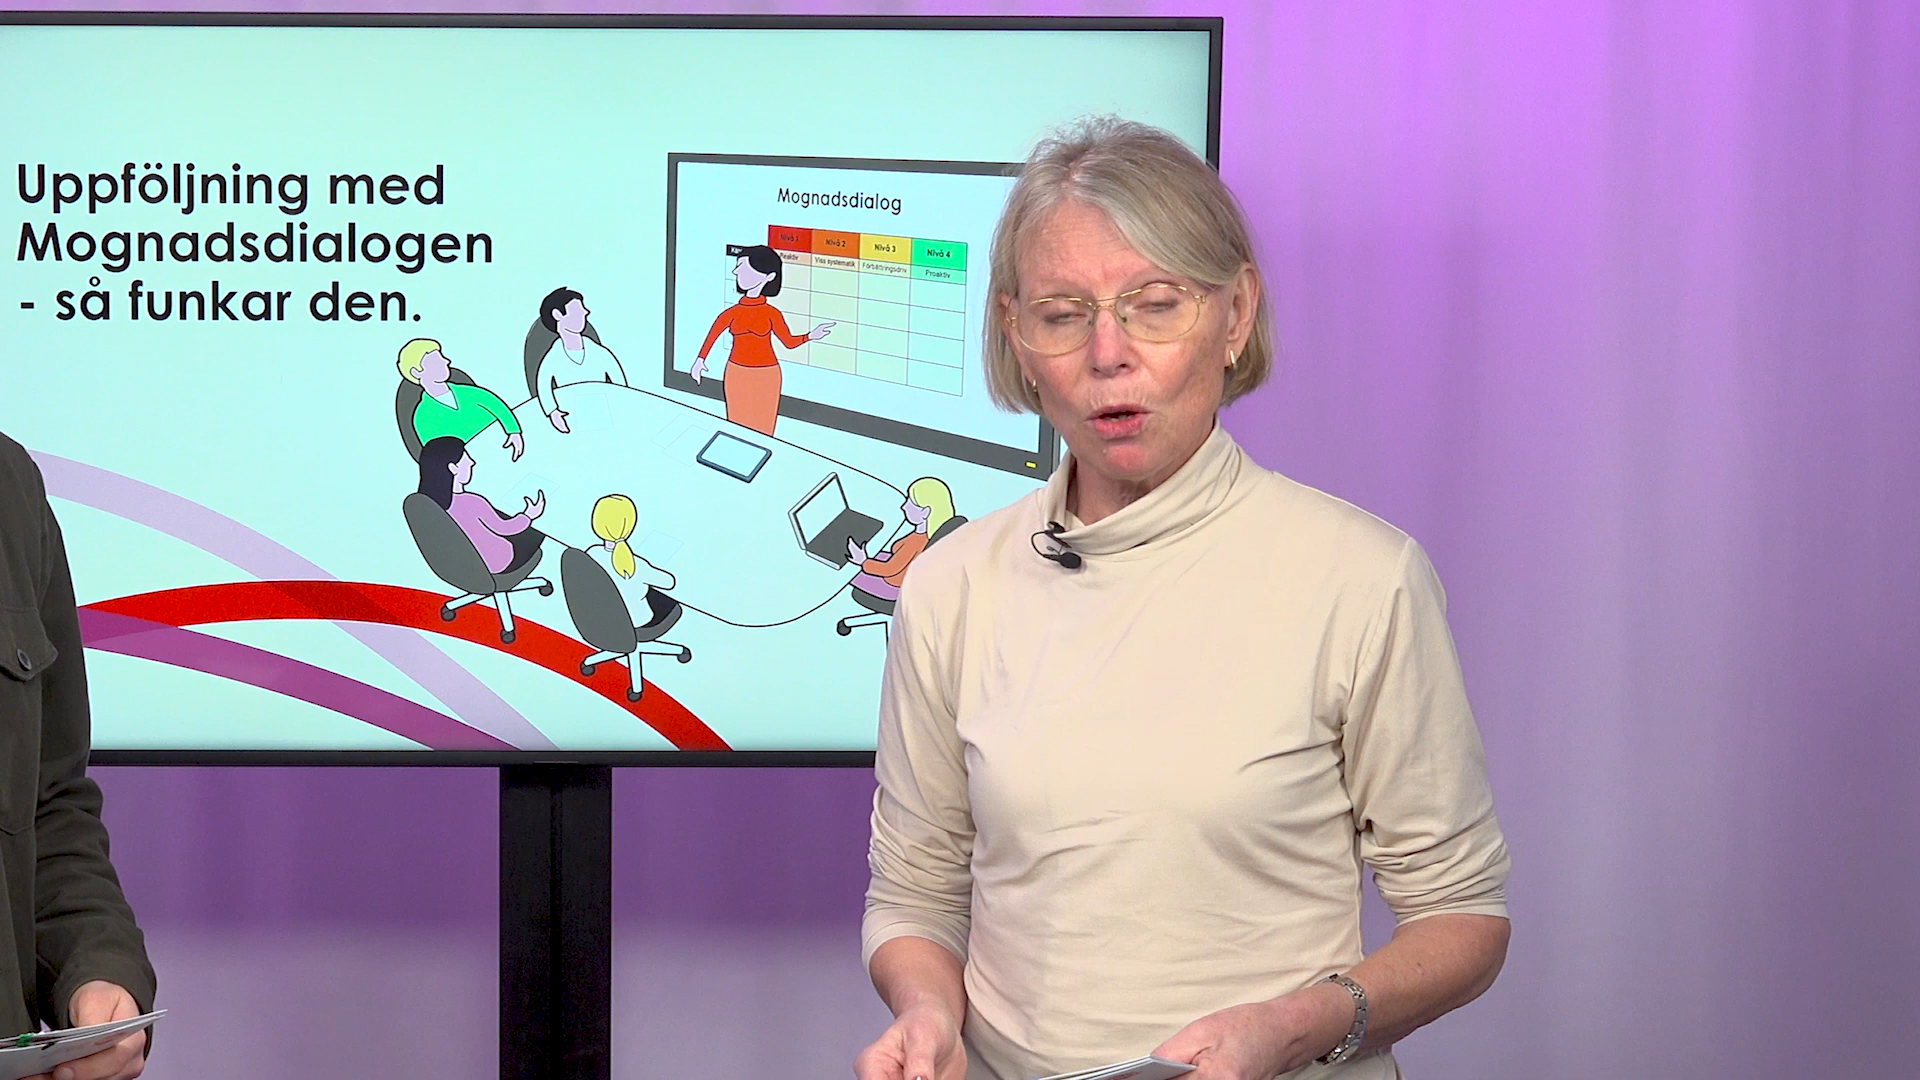 Uppföljning med
Mognadsdialogen
- så funkar den.
Mognadsdialog
Nivå 1 Nivå 2 Nivå 3 Nivå 4
Viss systematik Förbättringsdriv Proaktiv